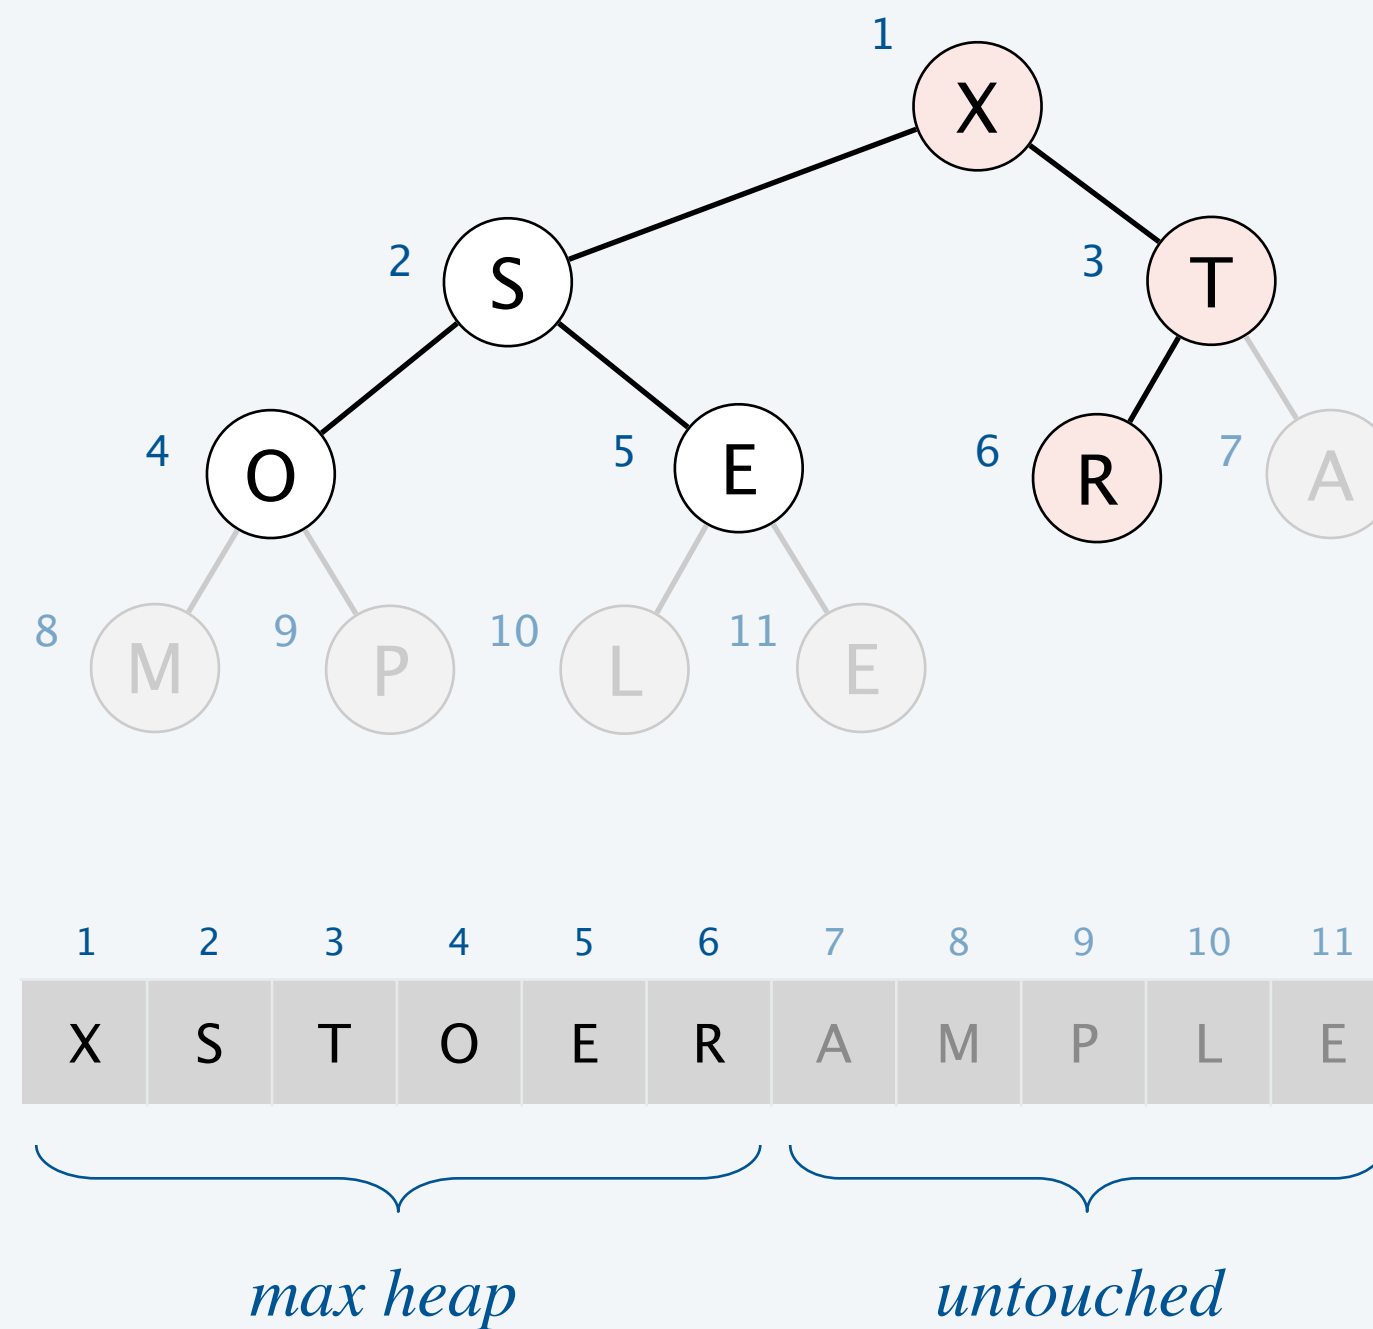 1
X
2 S 3 T
4 O 5 E 6 R 7 A
8 M 9 P 10 L 11 E
1 2 3 4 5 6 7 8 9 10 11
X S T O E R A M P L E
max heap untouched